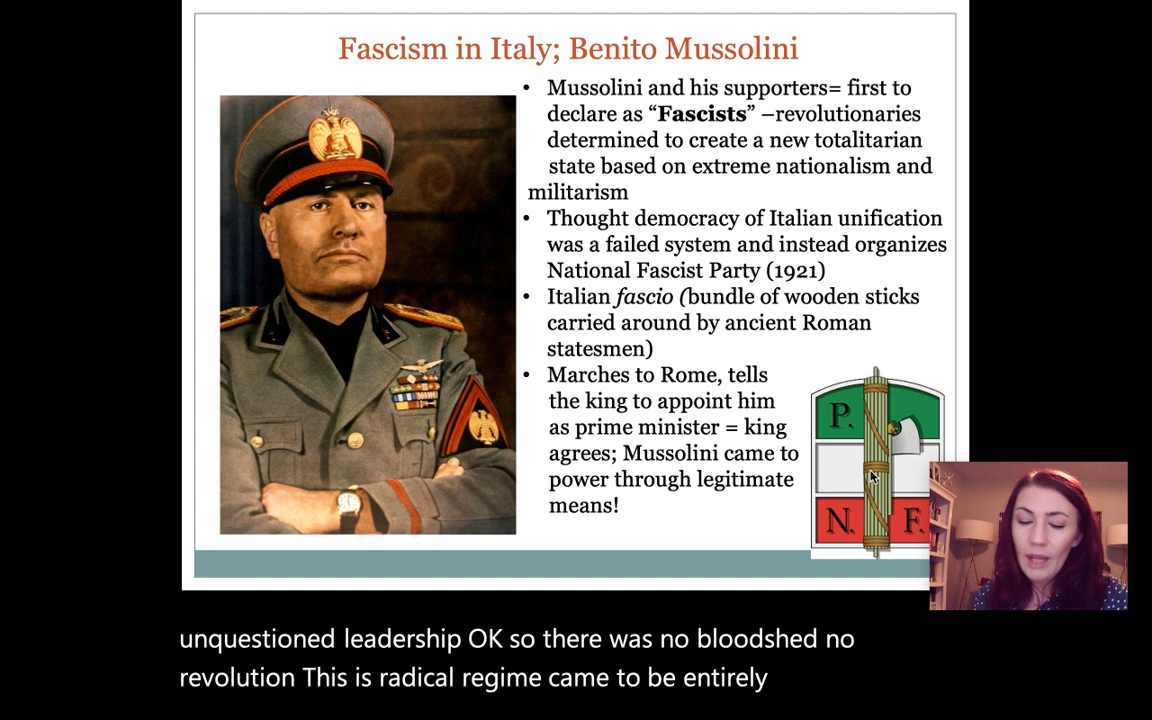 Fascism in Italy; Benito Mussolini
• Mussolini and his supporters= first to
declare as “Fascists” –revolutionaries
determined to create a new totalitarian
state based on extreme nationalism and
militarism
• Thought democracy of Italian unification
was a failed system and instead organizes
National Fascist Party (1921)
• Italian fascio (bundle of wooden sticks
carried around by ancient Roman
statesmen)
• Marches to Rome, tells
the king to appoint him
as prime minister = king
agrees; Mussolini came to
power through legitimate
means!
P.
N. F.
unquestioned leadership OK so there was no bloodshed no
revolution This is radical regime came to be entirely